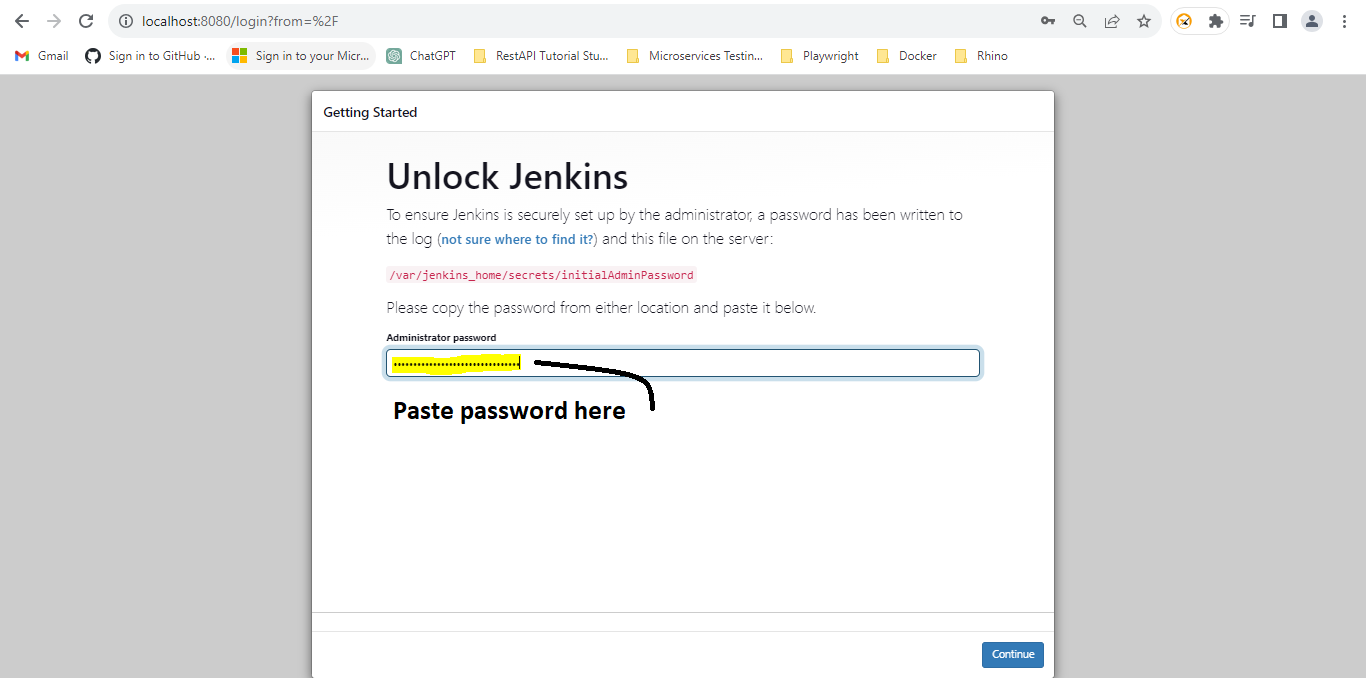 localhost:8080/login?from=%2F
Gmail
Sign in to GitHub ·...
Sign in to your Micr...
ChatGPT
RestAPI Tutorial Stu...
Microservices Testin...
Playwright
Docker
Rhino
Getting Started
Unlock Jenkins
To ensure Jenkins is securely set up by the administrator, a password has been written to
the log (not sure where to find it?) and this file on the server:
/var/jenkins_home/secrets/initialAdminPassword
Please copy the password from either location and paste it below.
Administrator password
Paste password here
Continue